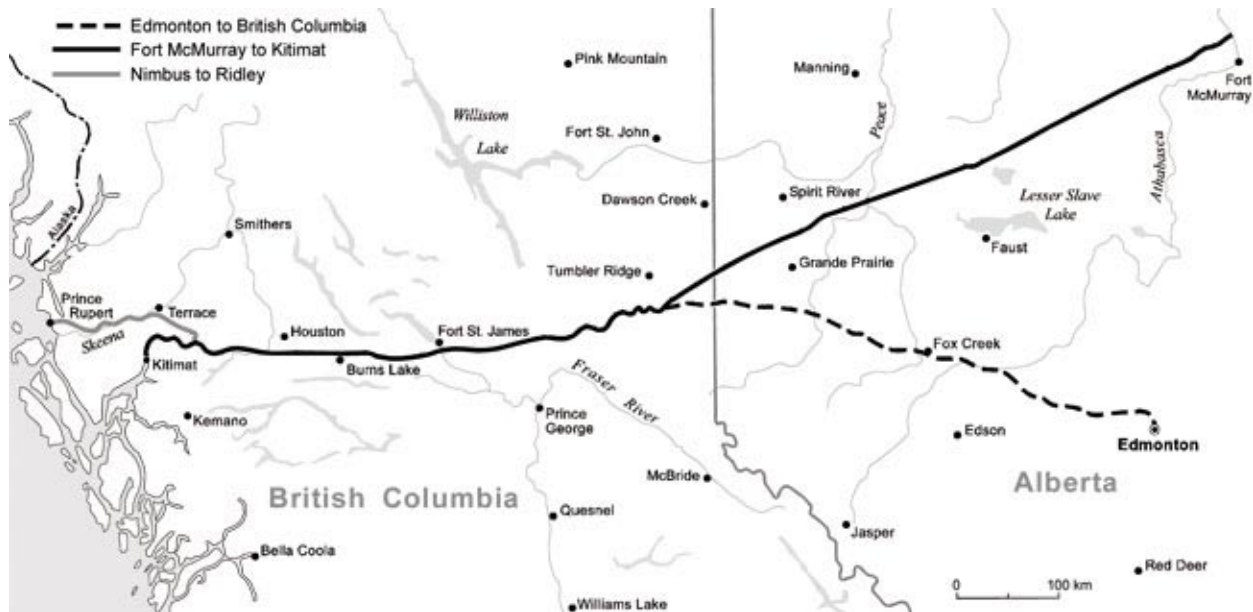 Edmonton to British Columbia
Fort McMurray to Kitimat
Nimbus to Ridley
Pink Mountain
Manning
Fort
McMurray
Williston
Lake
Fort St. John
Peace
Athabasca
Dawson Creek
Spirit River
Lesser Slave
Lake
Alaska
Smithers
Faust
Tumbler Ridge
Grande Prairie
Prince
Rupert
Terrace
Skeena
Houston
Fort St. James
Fox Creek
Kitimat
Burns Lake
Fraser
River
Kemano
Prince
George
Edson
Edmonton
McBride
British Columbia
Alberta
Quesnel
Jasper
Bella Coola
Red Deer
0 100 km
Williams Lake